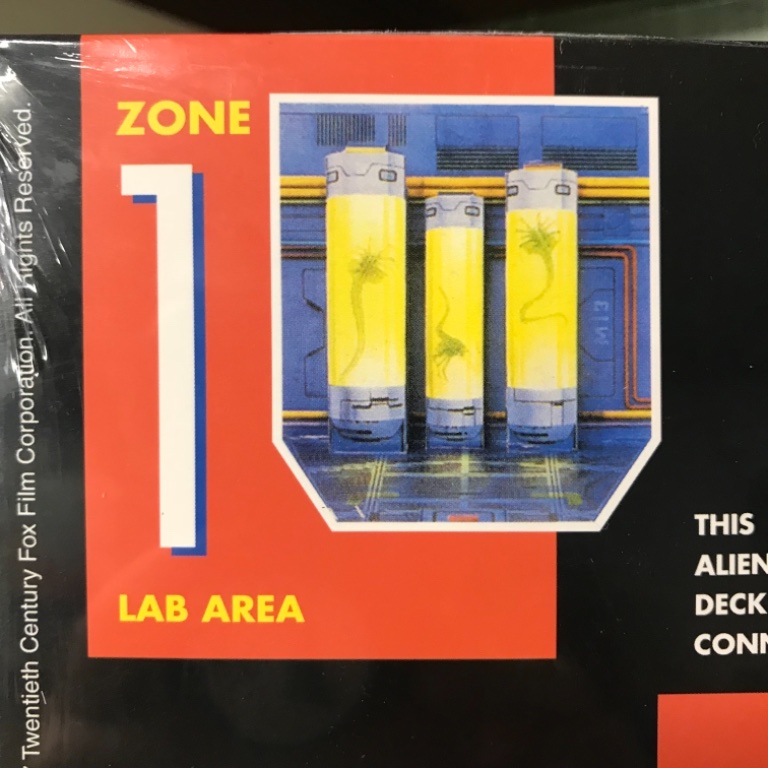 ZONE
1
LAB AREA
Twentieth Century Fox Film Corporation. All Rights Reserved.
THIS
ALIEN
DECK
CONN